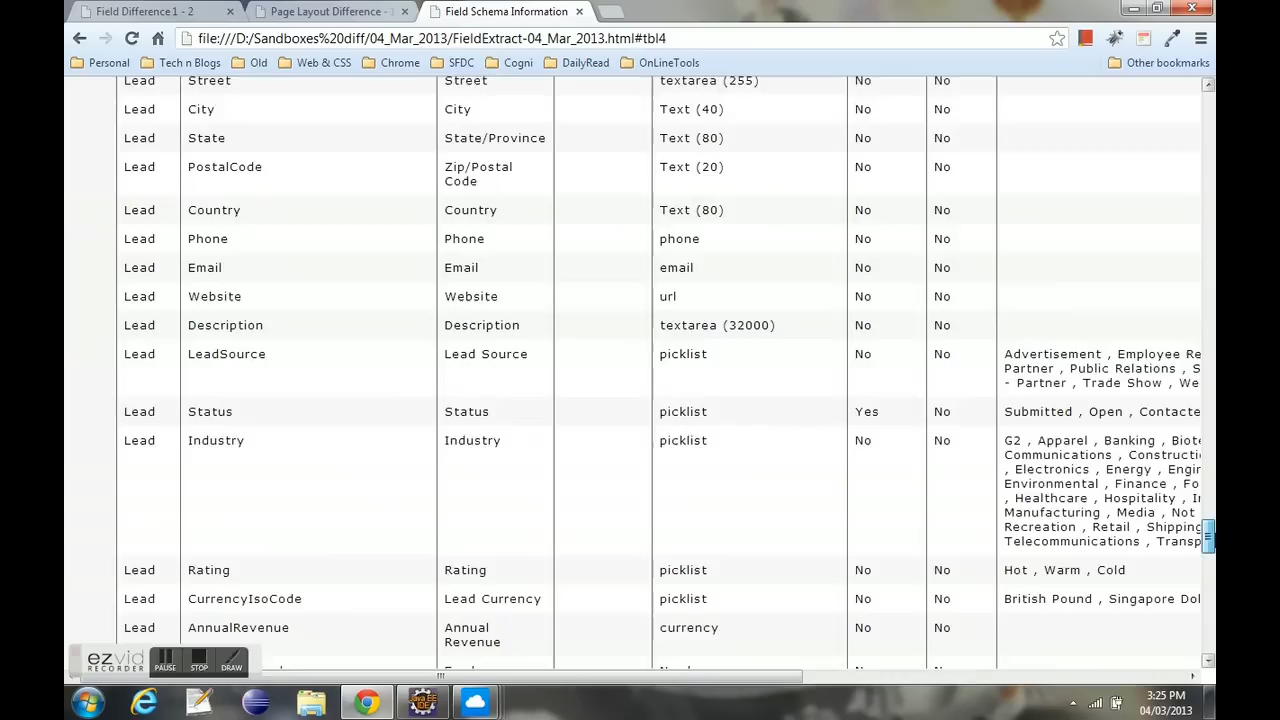 Field Difference 1 - 2
Page Layout Difference -
Field Schema Information
file:///D:/Sandboxes%20diff/04_Mar_2013/FieldExtract-04_Mar_2013.html#tbl4
Personal Tech n Blogs Old Web & CSS Chrome SFDC Cogni DailyRead OnLineTools Other bookmarks
Lead Street Street textarea (255) No No
Lead City City Text (40) No No
Lead State State/Province Text (80) No No
Lead PostalCode Zip/Postal Text (20) No No
Code
Lead Country Country Text (80) No No
Lead Phone Phone phone No No
Lead Email Email email No No
Lead Website Website url No No
Lead Description Description textarea (32000) No No
Lead LeadSource Lead Source picklist No No Advertisement , Employee Re
Partner , Public Relations , S
- Partner , Trade Show , We
Lead Status Status picklist Yes No Submitted , Open , Contacte
Lead Industry Industry picklist No No G2 , Apparel , Banking , Biote
Communications , Constructi
, Electronics , Energy , Engi
Environmental , Finance , Fo
, Healthcare , Hospitality , I
Manufacturing , Media , Not
Recreation , Retail , Shipping
Telecommunications , Transp
Lead Rating Rating picklist No No Hot , Warm , Cold
Lead CurrencyIsoCode Lead Currency picklist No No British Pound , Singapore Dol
Lead AnnualRevenue Annual currency No No
Revenue
ezvid
RECORDER
PAUSE STOP DRAW
Java EE
IDE
3:25 PM
04/03/2013